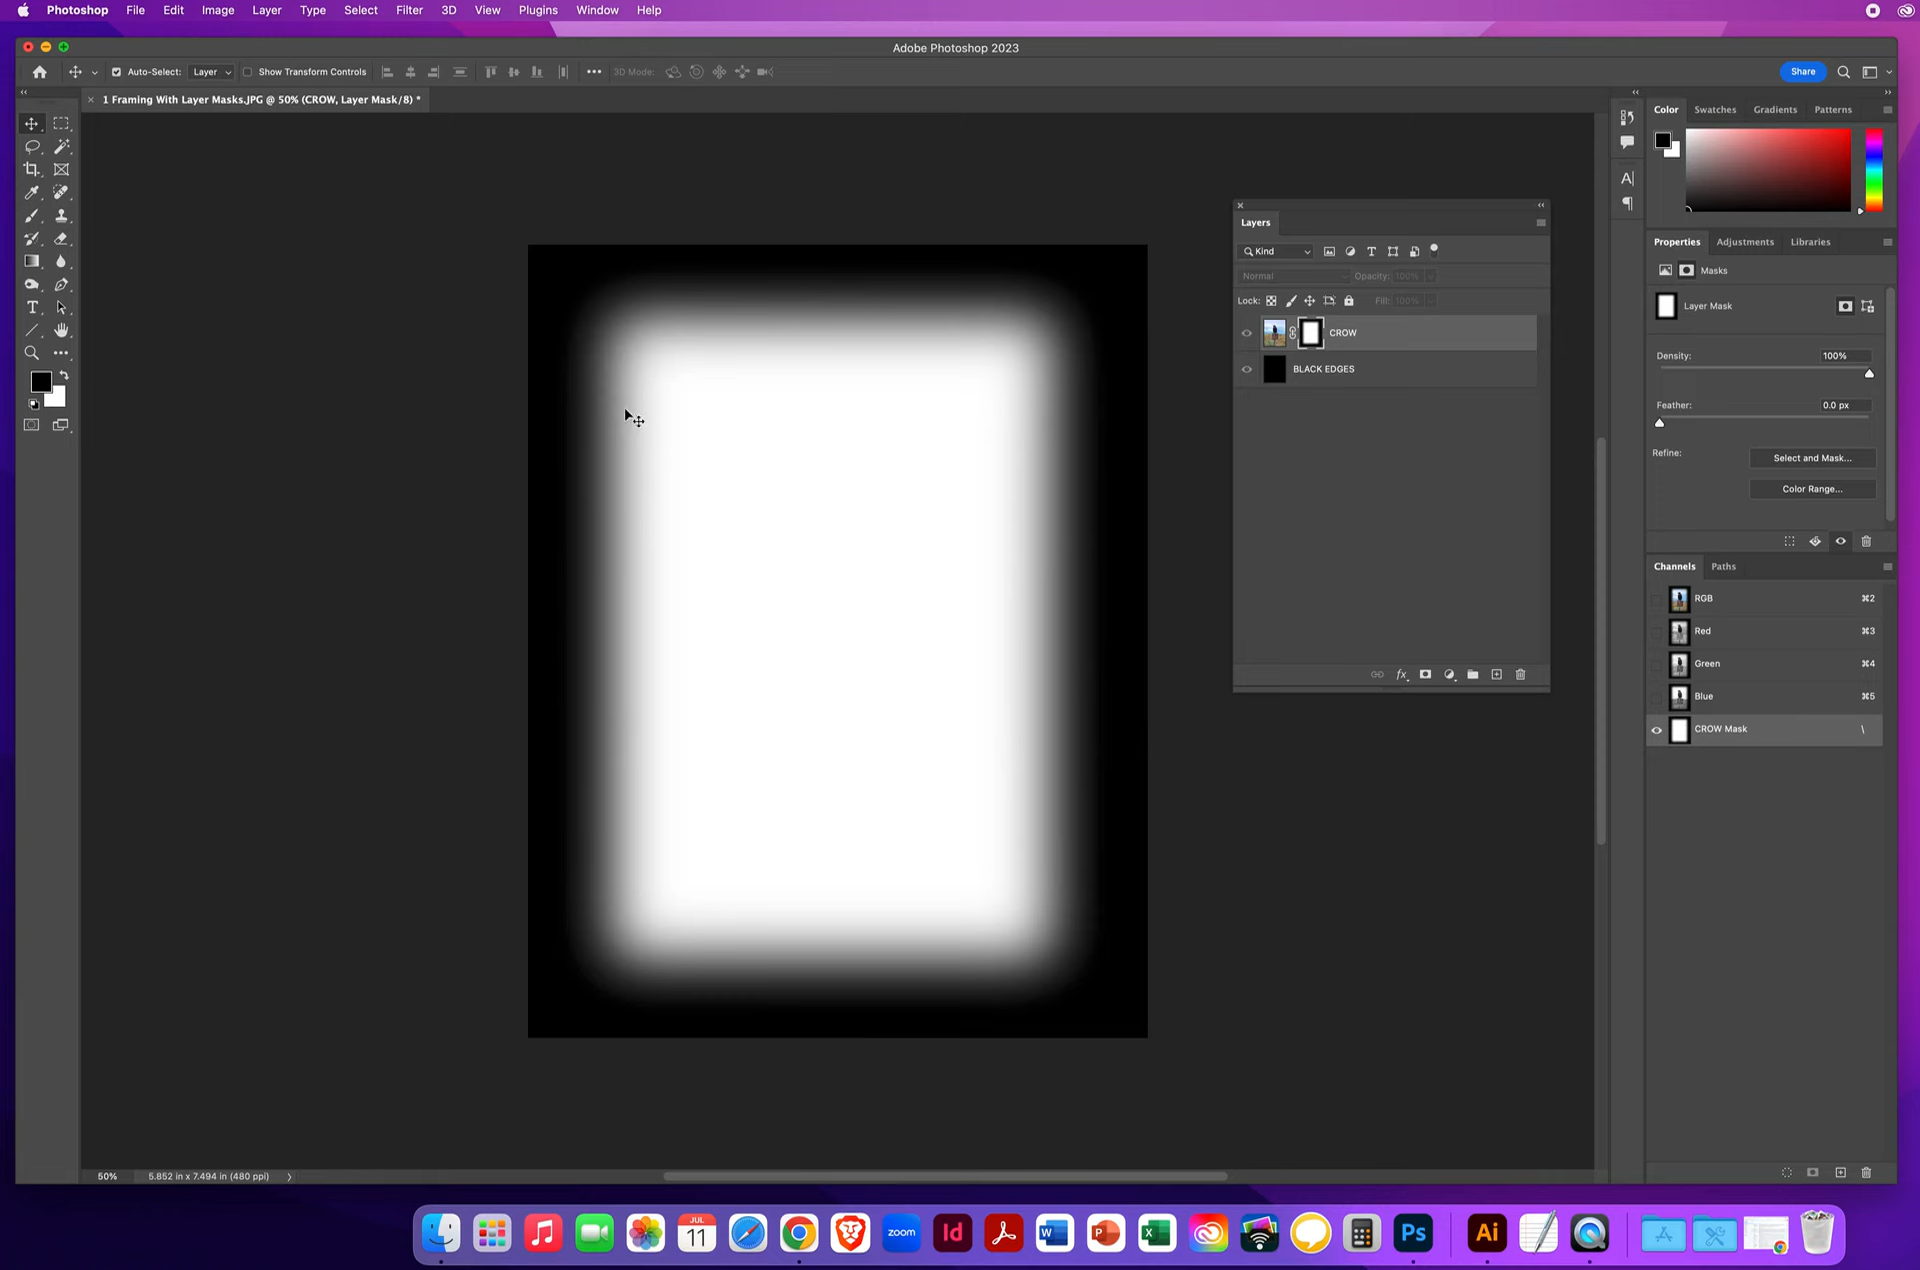 Photoshop File Edit Image Layer Type Select Filter 3D View Plugins Window Help
Adobe Photoshop 2023
Auto-Select: Layer Show Transform Controls 3D Mode: Share
1 Framing With Layer Masks.JPG @ 50% (CROW, Layer Mask/8) *
Color Swatches Gradients Patterns
Layers
Kind
Normal Opacity: 100%
Lock: Fill: 100%
CROW
BLACK EDGES
Properties Adjustments Libraries
Masks
Layer Mask
Density: 100%
Feather: 0.0 px
Refine: Select and Mask...
Color Range...
Channels Paths
RGB ⌘2
Red ⌘3
Green ⌘4
Blue ⌘5
CROW Mask \
50% 5.852 in x 7.494 in (480 ppi)
JUL
11
zoom
Id
W
P
X
Ps
Ai